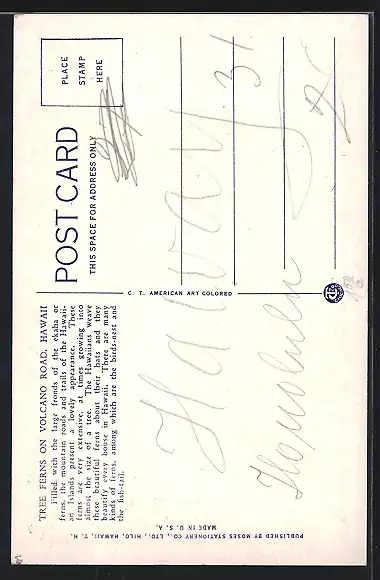 TREE FERNS ON VOLCANO ROAD, HAWAII
Filled with the large fronds of the ekaha or
ferns, the mountain roads and trails of the Hawaii-
an Islands present a lovely appearance. These
ferns are very extensive, at times growing into
almost the size of a tree. The Hawaiians weave
these beautiful ferns about their hats and they
beautify every house in Hawaii. There are many
kinds of ferns, among which are the birds-nest and
the fish-tail.
POST CARD
THIS SPACE FOR ADDRESS ONLY
PLACE
STAMP
HERE
C. T. AMERICAN ART COLORED
PUBLISHED BY MOSES STATIONERY CO., LTD., HILO, HAWAII, T. H.
MADE IN U. S. A.
Honolulu
31